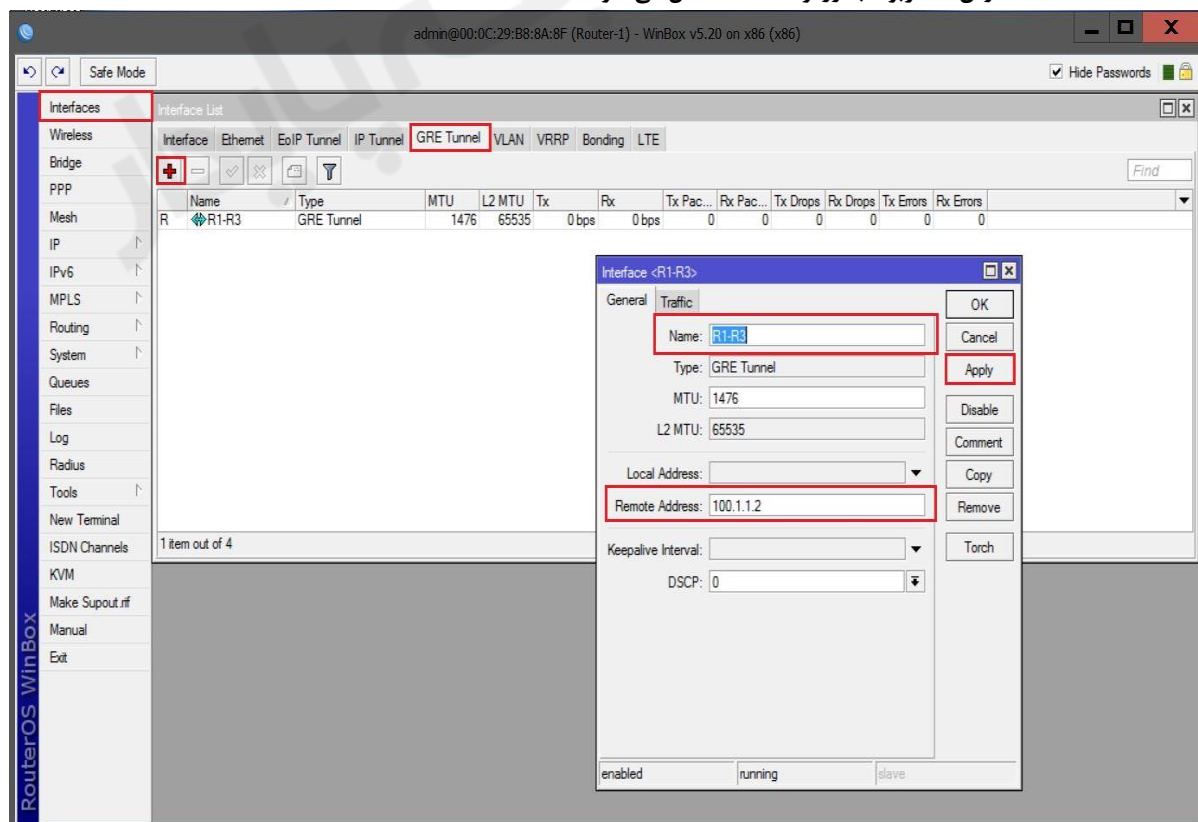 admin@00:0C:29:B8:8A:8F (Router-1) - WinBox v5.20 on x86 (x86)
Safe Mode
Hide Passwords
Interfaces
Wireless
Bridge
PPP
Mesh
IP
IPv6
MPLS
Routing
System
Queues
Files
Log
Radius
Tools
New Terminal
ISDN Channels
KVM
Make Supout.rif
Manual
Exit
RouterOS WinBox
Interface List
Interface Ethernet EoIP Tunnel IP Tunnel GRE Tunnel VLAN VRRP Bonding LTE
Find
Name / Type MTU L2 MTU Tx Rx Tx Pac... Rx Pac... Tx Drops Rx Drops Tx Errors Rx Errors
R R1-R3 GRE Tunnel 1476 65535 0 bps 0 bps 0 0 0 0 0 0
1 item out of 4
Interface <R1-R3>
General Traffic
Name: R1-R3
Type: GRE Tunnel
MTU: 1476
L2 MTU: 65535
Local Address:
Remote Address: 100.1.1.2
Keepalive Interval:
DSCP: 0
OK
Cancel
Apply
Disable
Comment
Copy
Remove
Torch
enabled running slave